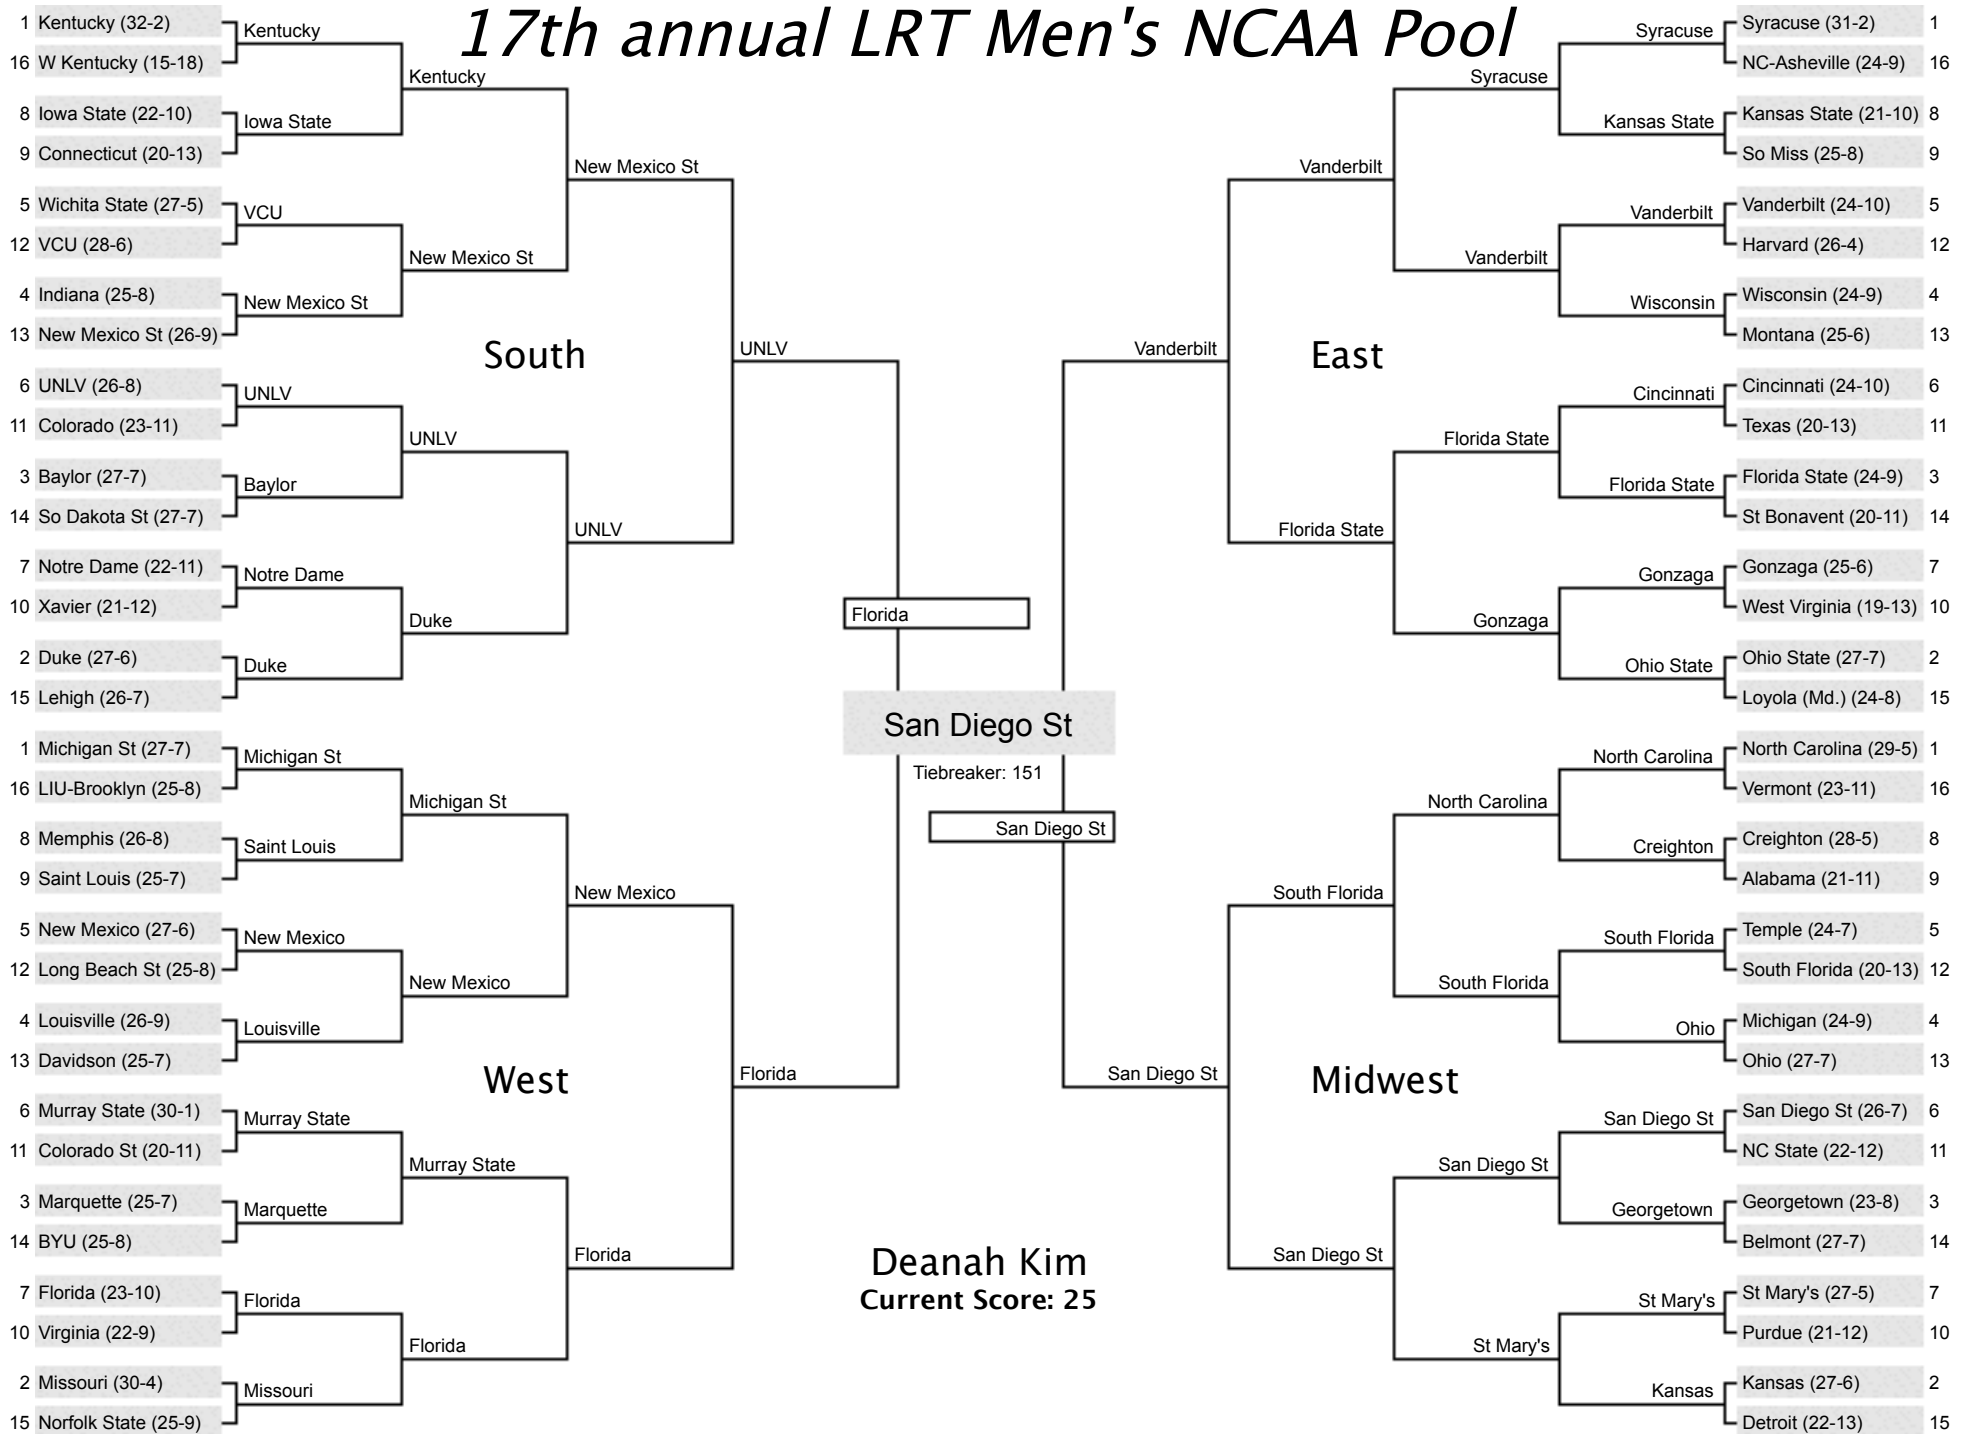 17th annual LRT Men's NCAA Pool
1 Kentucky (32-2)
16 W Kentucky (15-18)
8 Iowa State (22-10)
9 Connecticut (20-13)
5 Wichita State (27-5)
12 VCU (28-6)
4 Indiana (25-8)
13 New Mexico St (26-9)
6 UNLV (26-8)
11 Colorado (23-11)
3 Baylor (27-7)
14 So Dakota St (27-7)
7 Notre Dame (22-11)
10 Xavier (21-12)
2 Duke (27-6)
15 Lehigh (26-7)
Kentucky
Iowa State
VCU
New Mexico St
UNLV
Baylor
Notre Dame
Duke
Kentucky
New Mexico St
UNLV
Duke
New Mexico St
UNLV
South
UNLV
1 Michigan St (27-7)
16 LIU-Brooklyn (25-8)
8 Memphis (26-8)
9 Saint Louis (25-7)
5 New Mexico (27-6)
12 Long Beach St (25-8)
4 Louisville (26-9)
13 Davidson (25-7)
6 Murray State (30-1)
11 Colorado St (20-11)
3 Marquette (25-7)
14 BYU (25-8)
7 Florida (23-10)
10 Virginia (22-9)
2 Missouri (30-4)
15 Norfolk State (25-9)
Michigan St
Saint Louis
New Mexico
Louisville
Murray State
Marquette
Florida
Missouri
Michigan St
New Mexico
Murray State
Florida
New Mexico
Florida
West
Florida
Florida
San Diego St
Tiebreaker: 151
San Diego St
Deanah Kim
Current Score: 25
Syracuse (31-2) 1
NC-Asheville (24-9) 16
Kansas State (21-10) 8
So Miss (25-8) 9
Vanderbilt (24-10) 5
Harvard (26-4) 12
Wisconsin (24-9) 4
Montana (25-6) 13
Cincinnati (24-10) 6
Texas (20-13) 11
Florida State (24-9) 3
St Bonavent (20-11) 14
Gonzaga (25-6) 7
West Virginia (19-13) 10
Ohio State (27-7) 2
Loyola (Md.) (24-8) 15
Syracuse
Kansas State
Vanderbilt
Wisconsin
Cincinnati
Florida State
Gonzaga
Ohio State
Syracuse
Vanderbilt
Florida State
Gonzaga
Vanderbilt
Florida State
East
Vanderbilt
North Carolina (29-5) 1
Vermont (23-11) 16
Creighton (28-5) 8
Alabama (21-11) 9
Temple (24-7) 5
South Florida (20-13) 12
Michigan (24-9) 4
Ohio (27-7) 13
San Diego St (26-7) 6
NC State (22-12) 11
Georgetown (23-8) 3
Belmont (27-7) 14
St Mary's (27-5) 7
Purdue (21-12) 10
Kansas (27-6) 2
Detroit (22-13) 15
North Carolina
Creighton
South Florida
Ohio
San Diego St
Georgetown
St Mary's
Kansas
North Carolina
South Florida
San Diego St
St Mary's
South Florida
San Diego St
Midwest
San Diego St